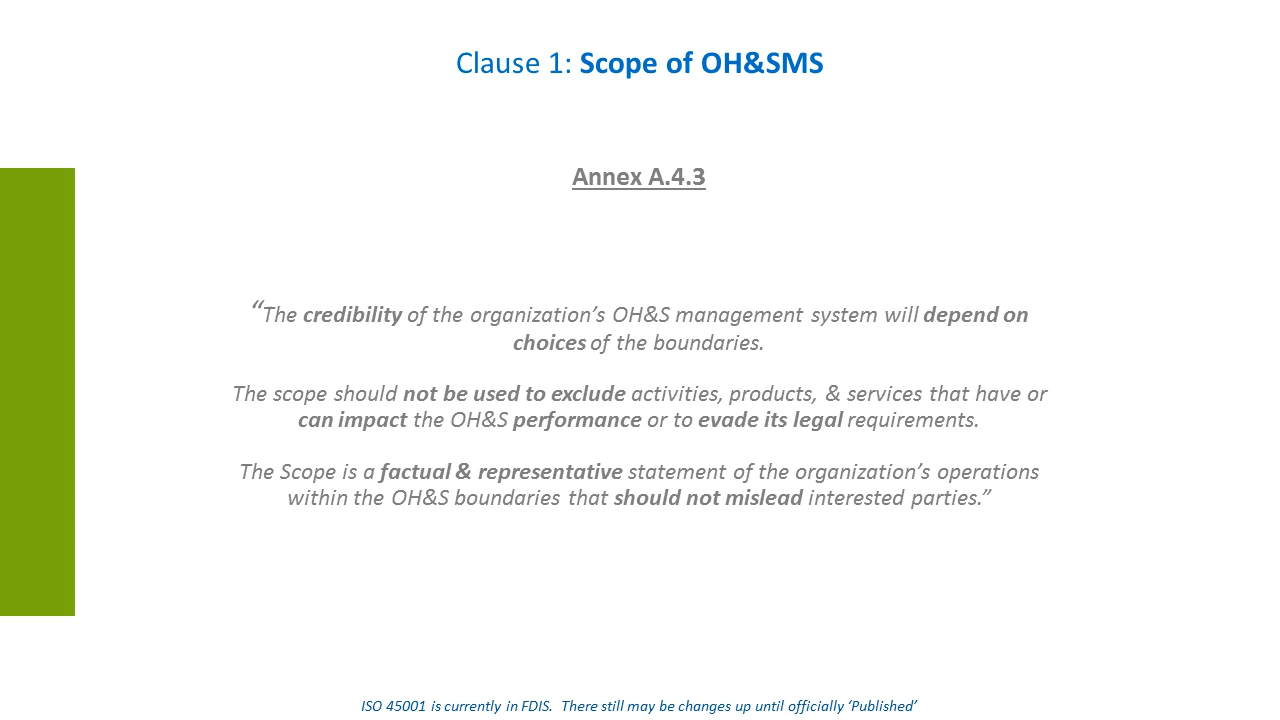 Clause 1: Scope of OH&SMS
Annex A.4.3
“The credibility of the organization’s OH&S management system will depend on
choices of the boundaries.
The scope should not be used to exclude activities, products, & services that have or
can impact the OH&S performance or to evade its legal requirements.
The Scope is a factual & representative statement of the organization’s operations
within the OH&S boundaries that should not mislead interested parties.”
ISO 45001 is currently in FDIS.  There still may be changes up until officially ‘Published’